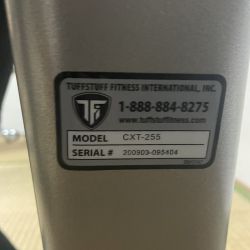 TUFFSTUFF FITNESS INTERNATIONAL, INC.
1-888-884-8275
www.tuffstufffitness.com
MODEL CXT-255
SERIAL # 200903-095404